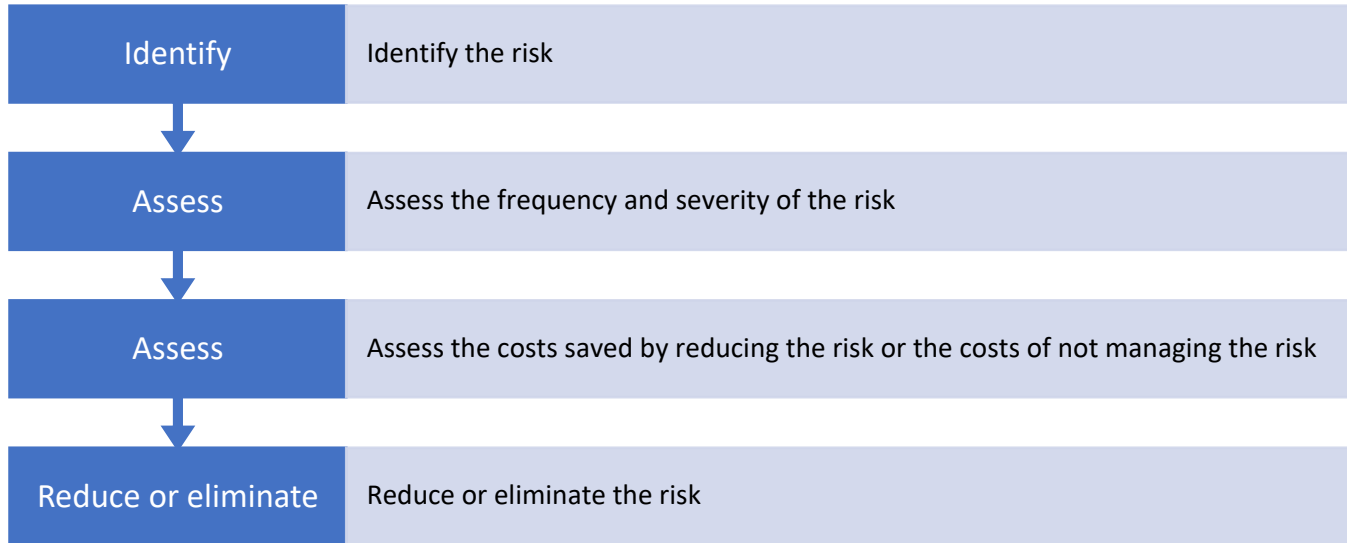 Identify
Identify the risk
Assess
Assess the frequency and severity of the risk
Assess
Assess the costs saved by reducing the risk or the costs of not managing the risk
Reduce or eliminate
Reduce or eliminate the risk